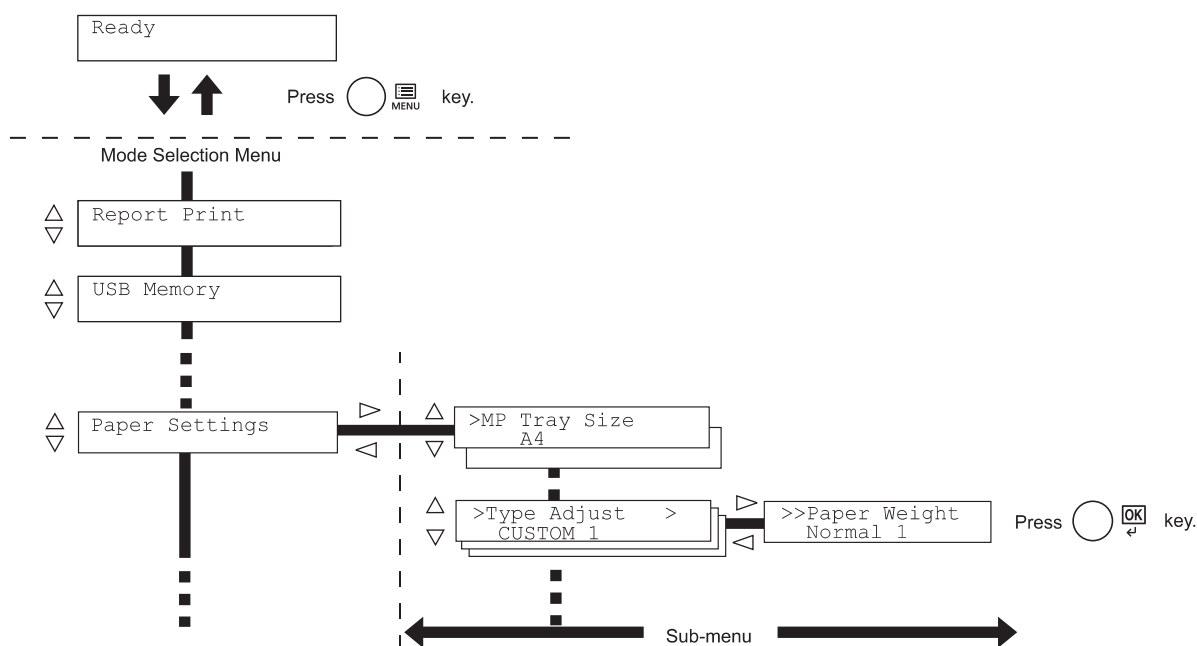 Ready
Press MENU key.
Mode Selection Menu
Report Print
USB Memory
Paper Settings
>MP Tray Size
A4
>Type Adjust >
CUSTOM 1
>>Paper Weight
Normal 1
Press OK key.
Sub-menu